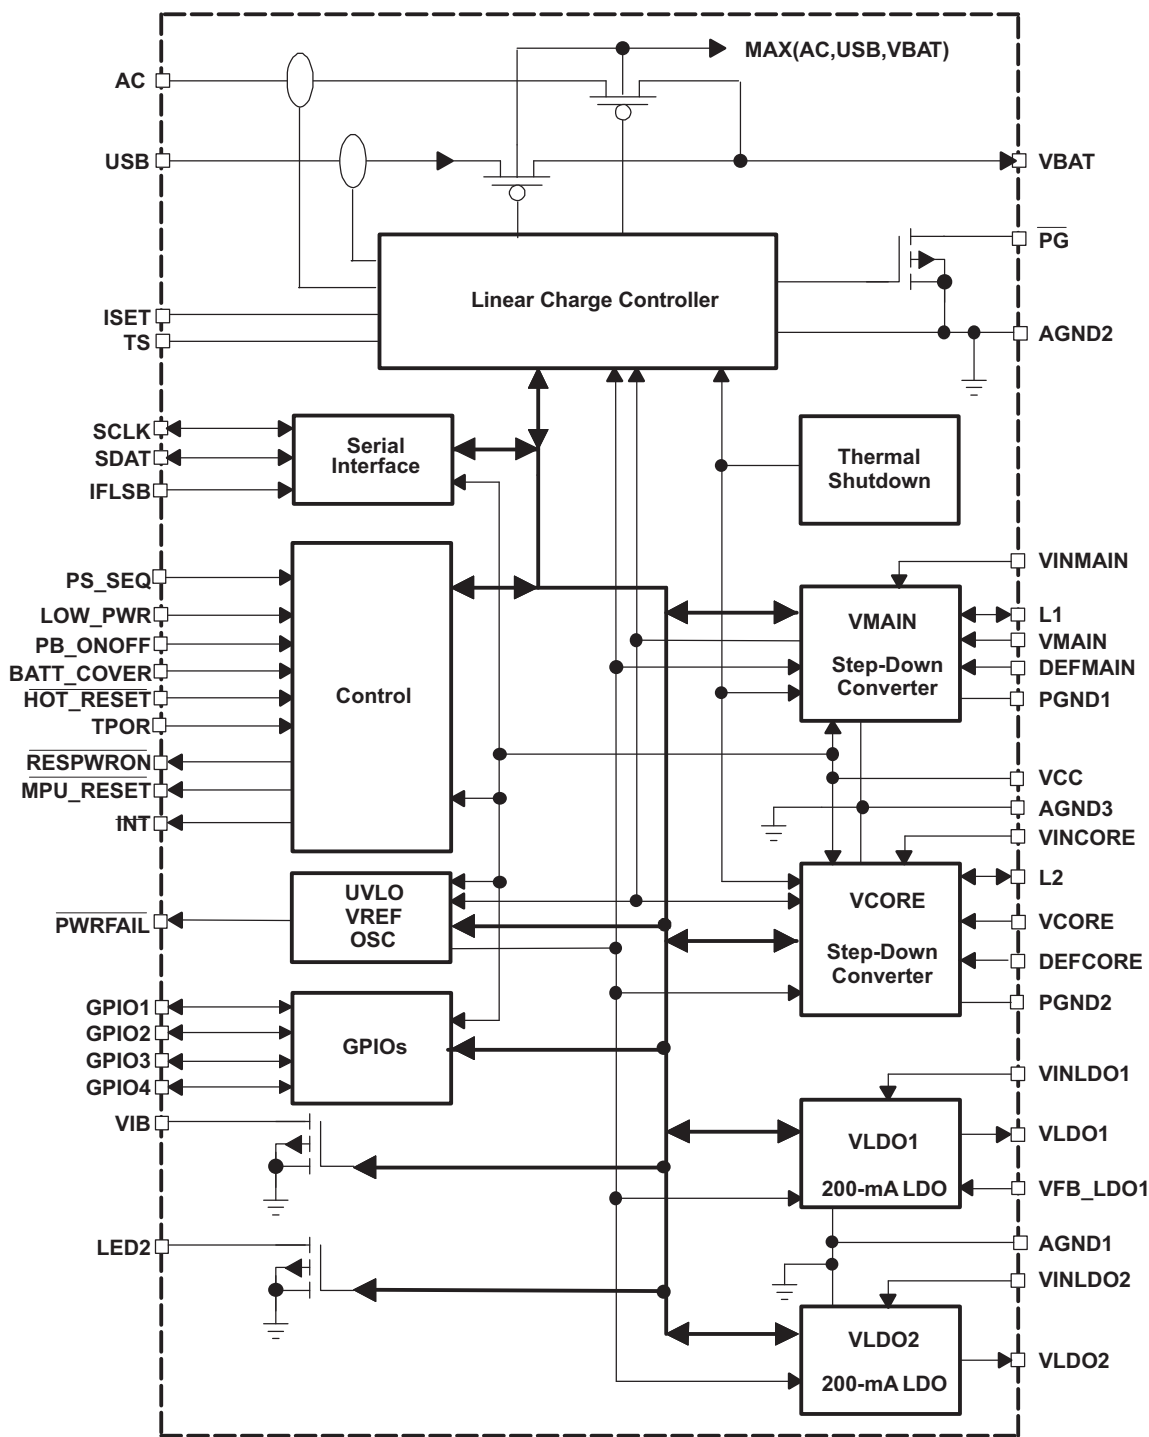 MAX(AC,USB,VBAT)
AC
USB
VBAT
PG
Linear Charge Controller
ISET
TS
AGND2
SCLK
SDAT
IFLSB
Serial
Interface
Thermal
Shutdown
PS_SEQ
LOW_PWR
PB_ONOFF
BATT_COVER
HOT_RESET
TPOR
RESPWRON
MPU_RESET
INT
Control
VINMAIN
VMAIN
Step-Down
Converter
L1
VMAIN
DEFMAIN
PGND1
VCC
AGND3
VINCORE
PWRFAIL
UVLO
VREF
OSC
VCORE
Step-Down
Converter
L2
VCORE
DEFCORE
PGND2
GPIO1
GPIO2
GPIO3
GPIO4
GPIOs
VIB
VINLDO1
VLDO1
200-mA LDO
VLDO1
VFB_LDO1
LED2
AGND1
VINLDO2
VLDO2
200-mA LDO
VLDO2